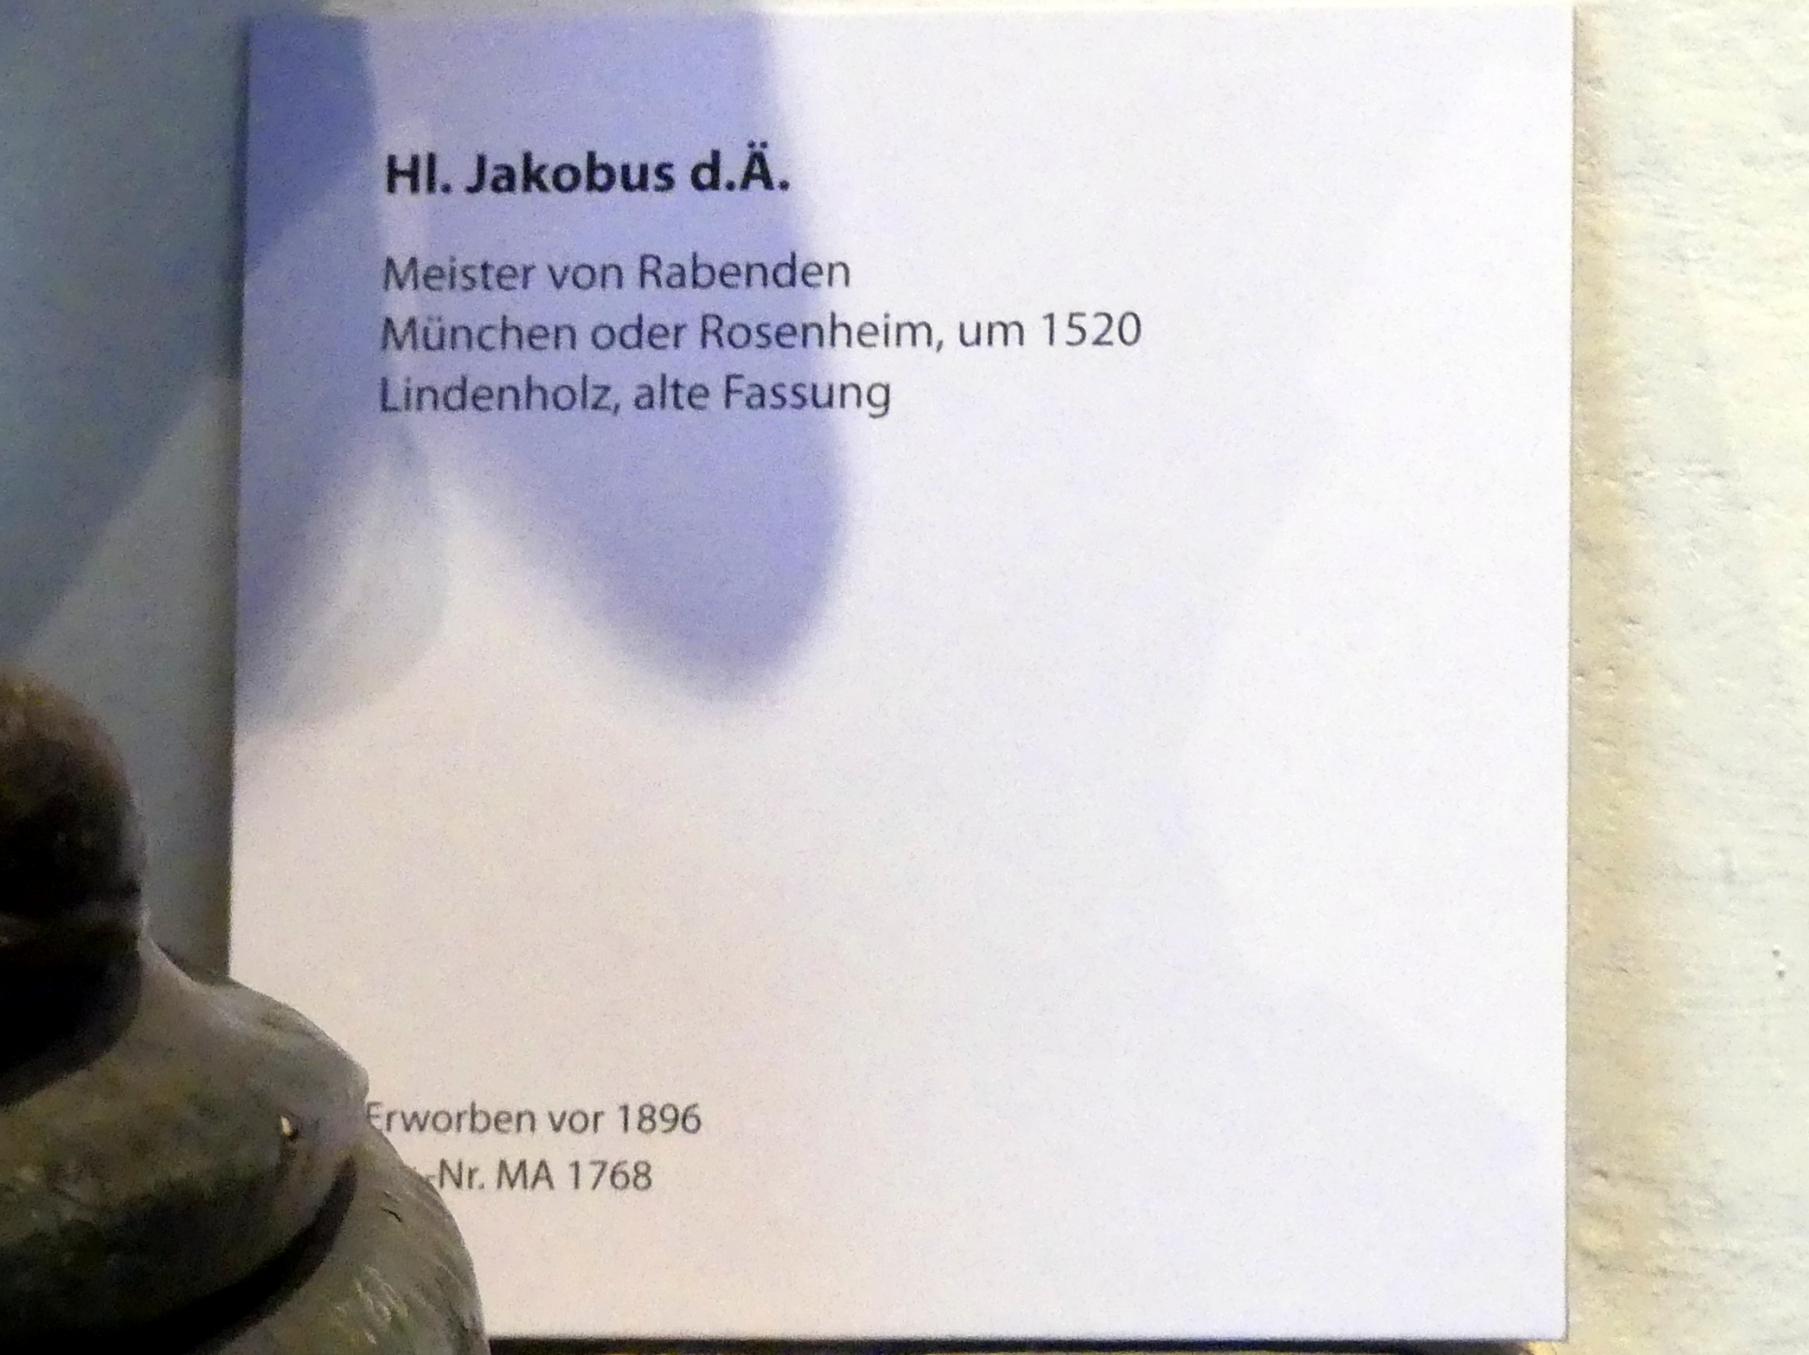 Hl. Jakobus d.Ä.
Meister von Rabenden
München oder Rosenheim, um 1520
Lindenholz, alte Fassung
Erworben vor 1896
-Nr. MA 1768